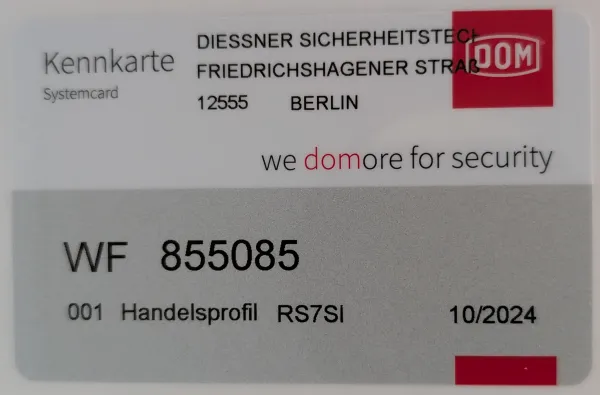 Kennkarte
Systemcard
DIESSNER SICHERHEITSTECH
FRIEDRICHSHAGENER STRAß
12555 BERLIN
DOM
we domore for security
WF 855085
001 Handelsprofil RS7SI 10/2024